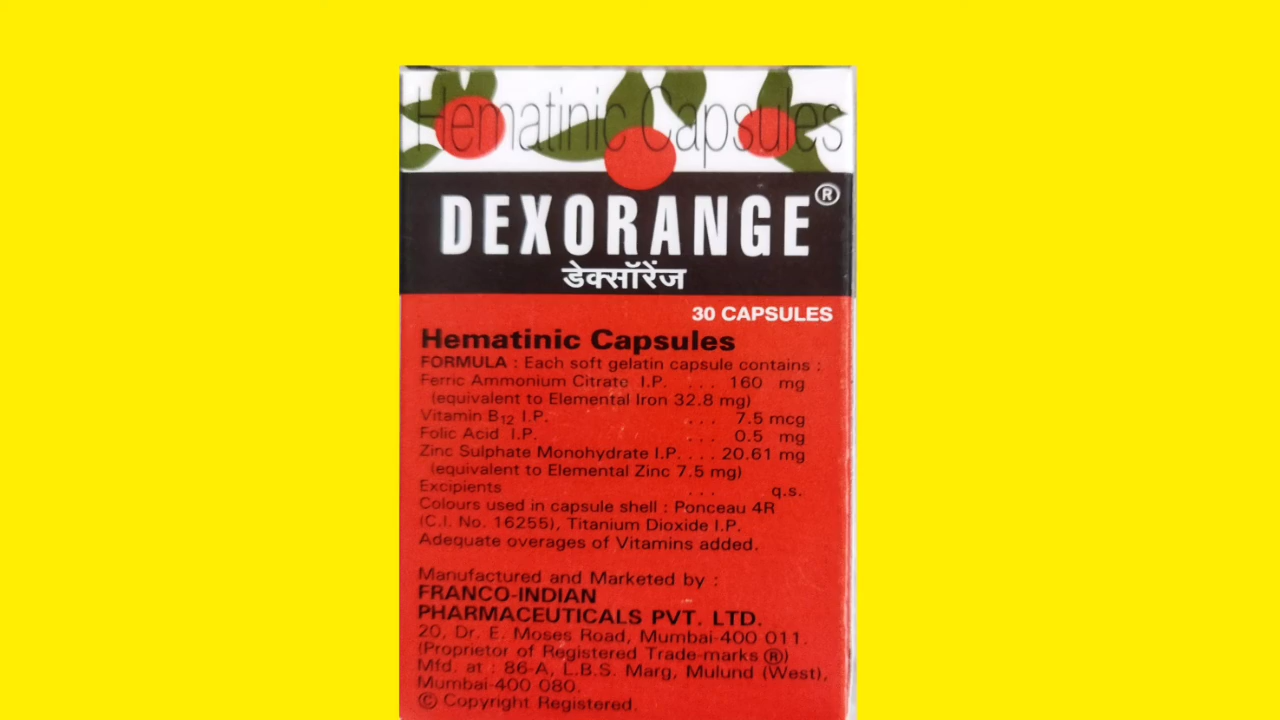 Hematinic Capsules
DEXORANGE®
डेक्सॉरेंज
30 CAPSULES
Hematinic Capsules
FORMULA : Each soft gelatin capsule contains :
Ferric Ammonium Citrate I.P. ... 160 mg
(equivalent to Elemental Iron 32.8 mg)
Vitamin B12 I.P. ... 7.5 mcg
Folic Acid I.P. ... 0.5 mg
Zinc Sulphate Monohydrate I.P. ... 20.61 mg
(equivalent to Elemental Zinc 7.5 mg)
Excipients ... q.s.
Colours used in capsule shell : Ponceau 4R
(C.I. No. 16255), Titanium Dioxide I.P.
Adequate overages of Vitamins added.
Manufactured and Marketed by :
FRANCO-INDIAN
PHARMACEUTICALS PVT. LTD.
20, Dr. E. Moses Road, Mumbai-400 011.
(Proprietor of Registered Trade-marks ®)
Mfd. at : 86-A, L.B.S. Marg, Mulund (West),
Mumbai-400 080.
© Copyright Registered.